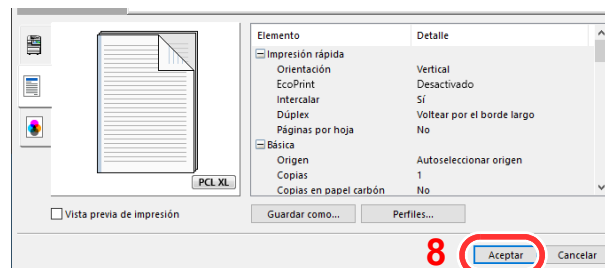 Elemento Detalle
Impresión rápida
Orientación Vertical
EcoPrint Desactivado
Intercalar Sí
Dúplex Voltear por el borde largo
Páginas por hoja No
Básica
Origen Autoseleccionar origen
Copias 1
Copias en papel carbón No
PCL XL
Vista previa de impresión Guardar como... Perfiles...
8 Aceptar Cancelar